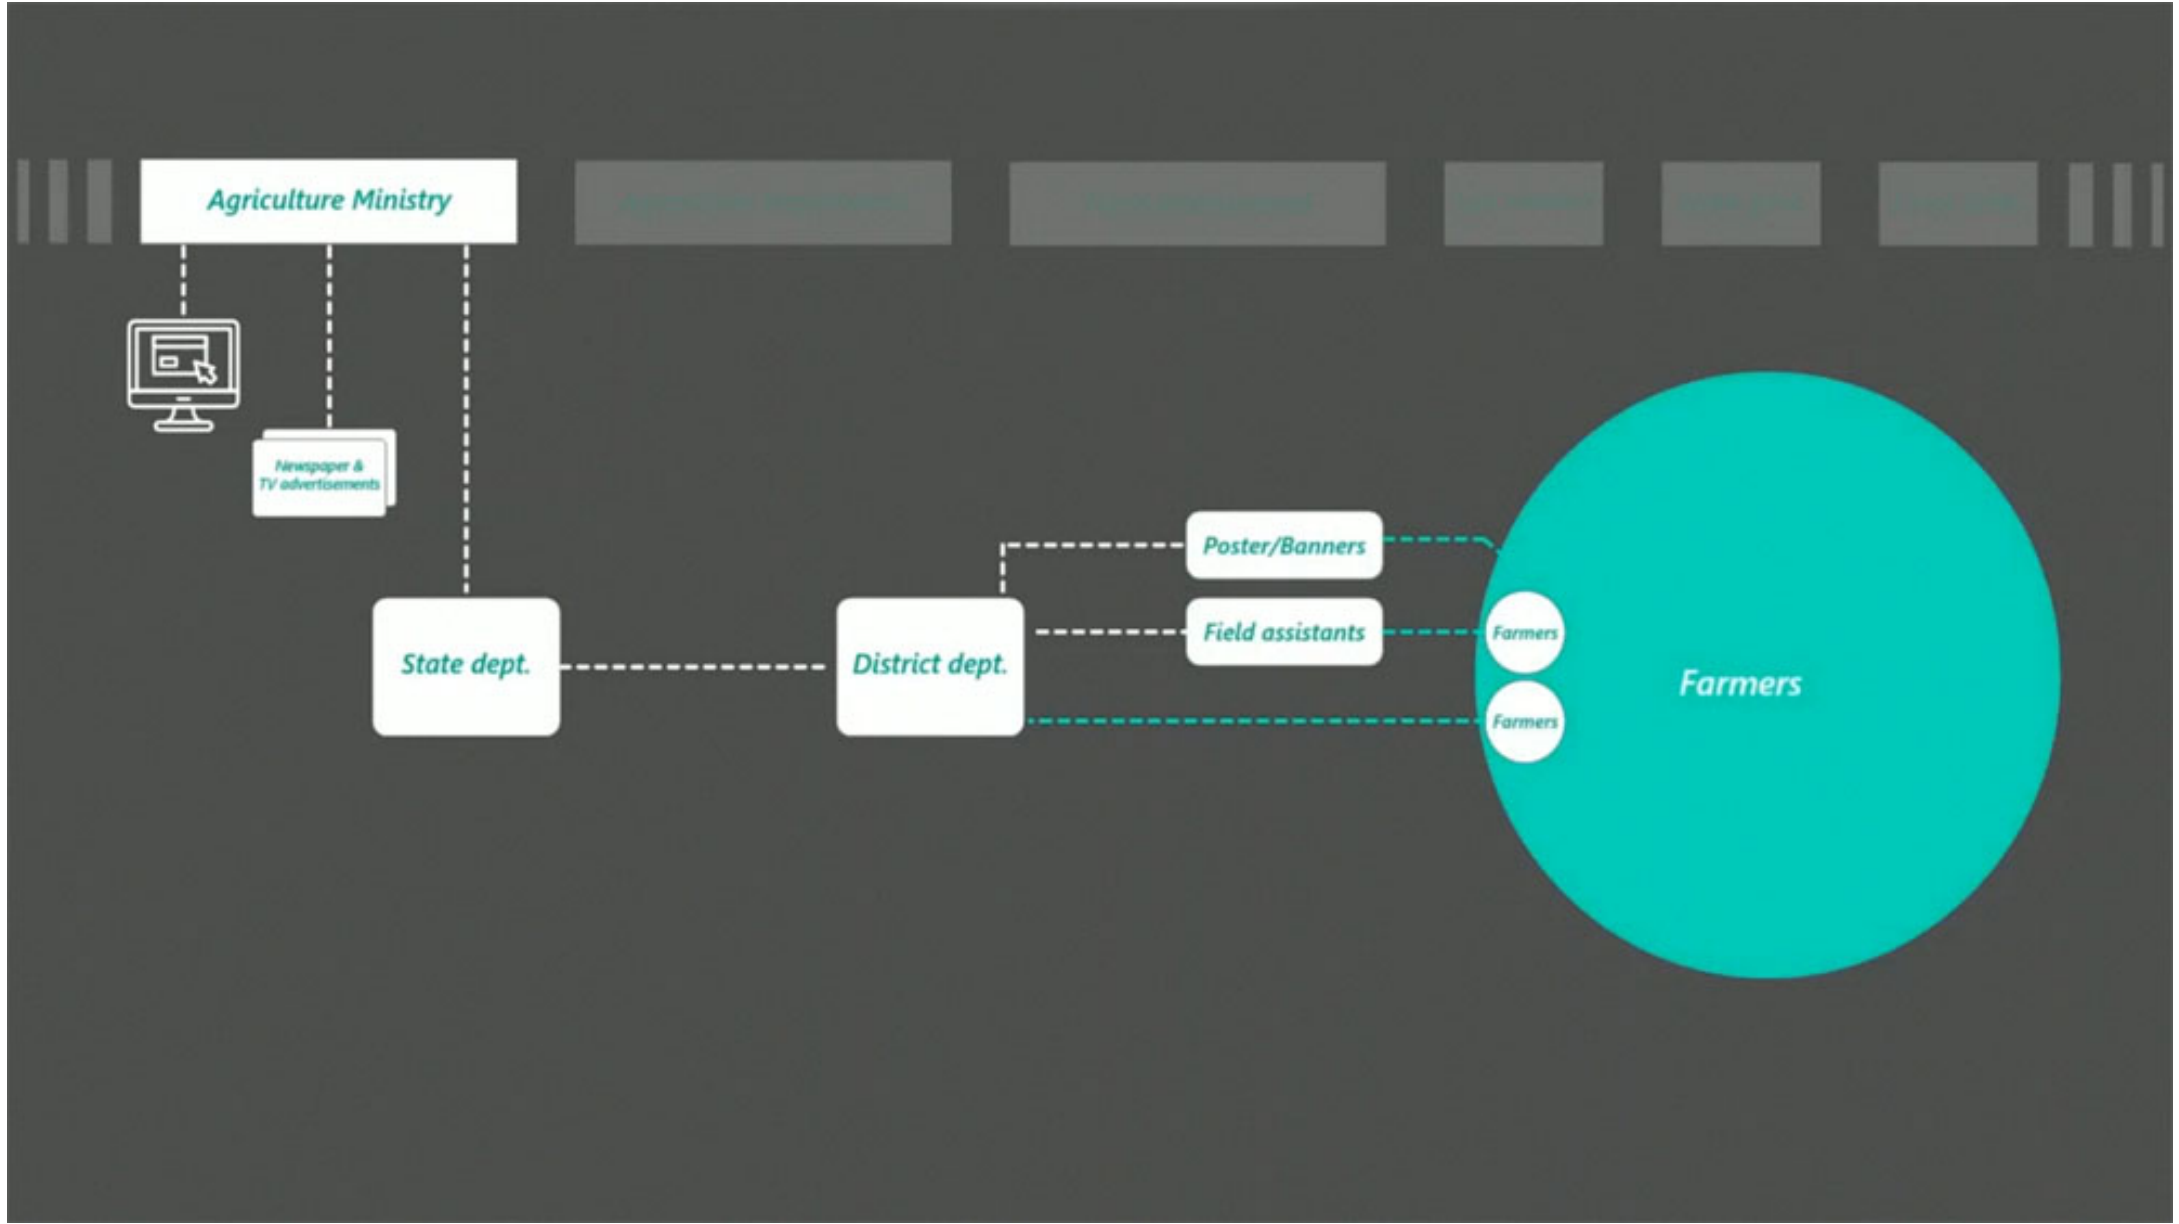 Agriculture Ministry
Newspaper &
TV advertisements
Poster/Banners
Field assistants
State dept.
District dept.
Farmers
Farmers
Farmers